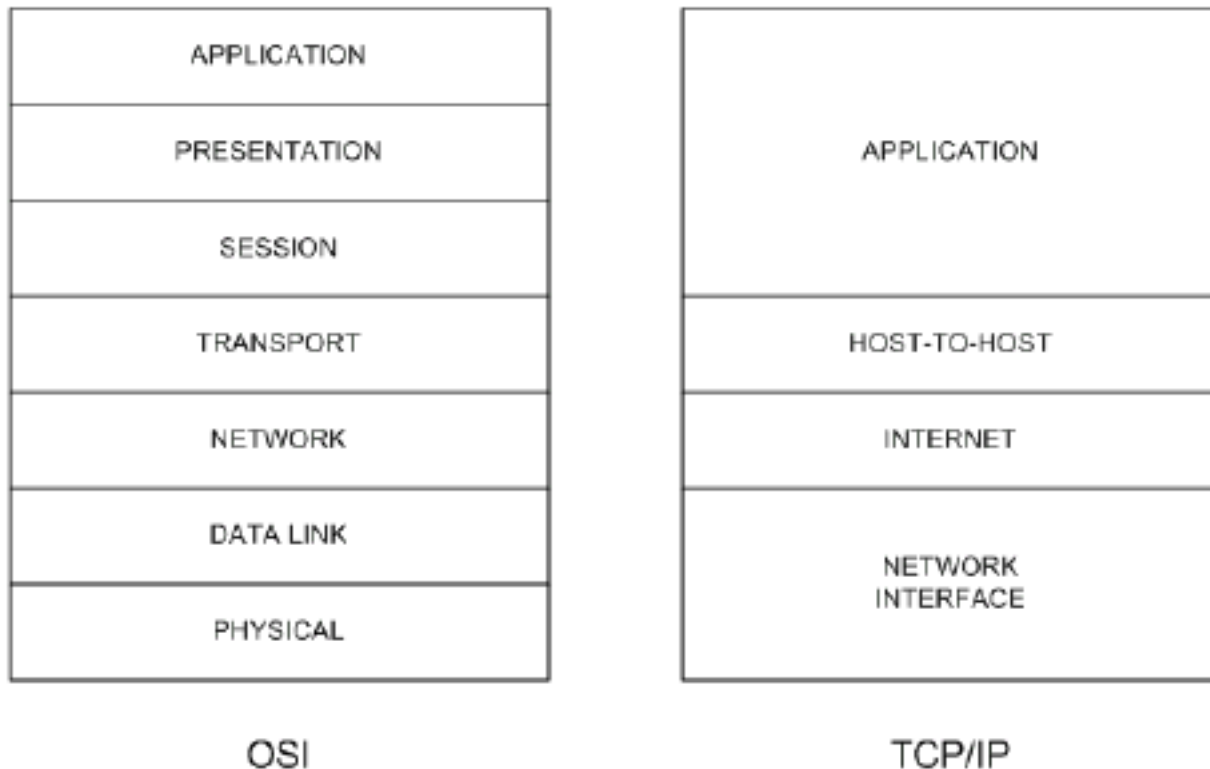 APPLICATION
PRESENTATION
SESSION
TRANSPORT
NETWORK
DATA LINK
PHYSICAL
OSI
APPLICATION
HOST-TO-HOST
INTERNET
NETWORK
INTERFACE
TCP/IP